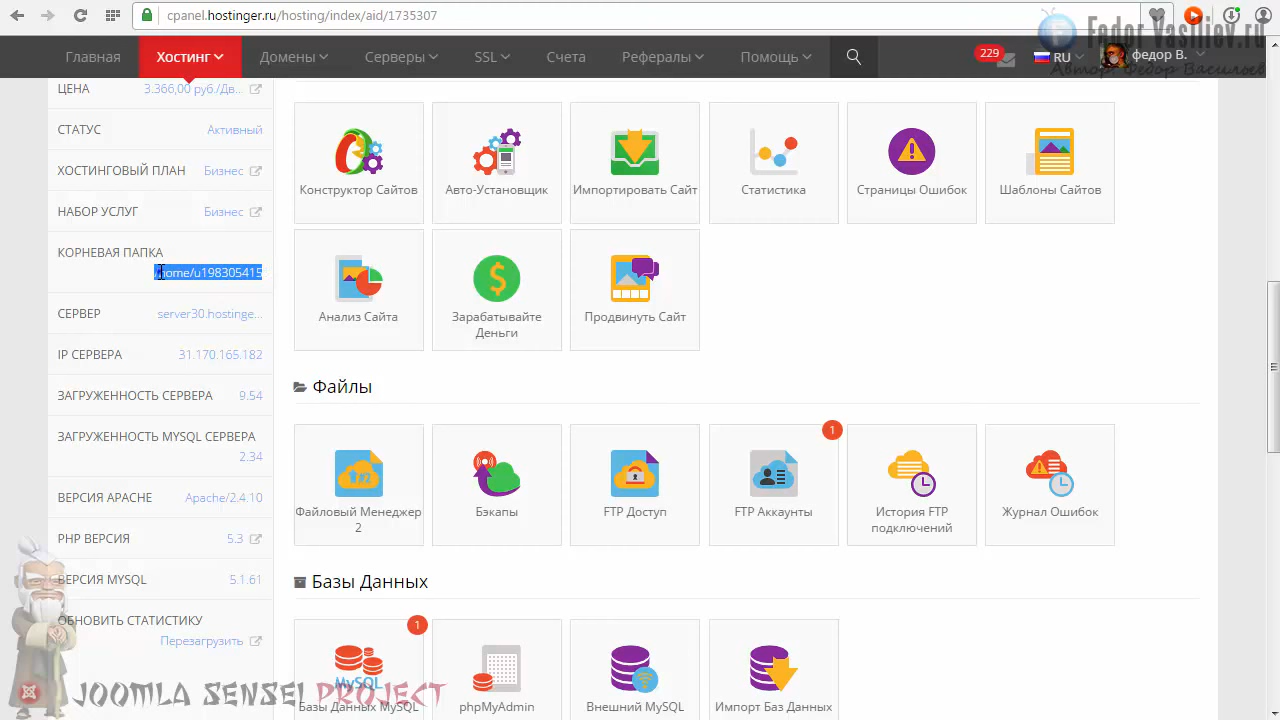 cpanel.hostinger.ru/hosting/index/aid/1735307
Fedor Vasiliev.ru
Автор: Федор Васильев
Главная
Хостинг
Домены
Серверы
SSL
Счета
Рефералы
Помощь
229
RU
федор В.
ЦЕНА
3.366,00 руб./Дв...
СТАТУС
Активный
ХОСТИНГОВЫЙ ПЛАН
Бизнес
НАБОР УСЛУГ
Бизнес
КОРНЕВАЯ ПАПКА
/home/u198305415
СЕРВЕР
server30.hostinge...
IP СЕРВЕРА
31.170.165.182
ЗАГРУЖЕННОСТЬ СЕРВЕРА
9.54
ЗАГРУЖЕННОСТЬ MYSQL СЕРВЕРА
2.34
ВЕРСИЯ APACHE
Apache/2.4.10
PHP ВЕРСИЯ
5.3
ВЕРСИЯ MYSQL
5.1.61
ОБНОВИТЬ СТАТИСТИКУ
Перезагрузить
Конструктор Сайтов
Авто-Установщик
Импортировать Сайт
Статистика
Страницы Ошибок
Шаблоны Сайтов
Анализ Сайта
Зарабатывайте
Деньги
Продвинуть Сайт
Файлы
Файловый Менеджер
2
Бэкапы
FTP Доступ
1
FTP Аккаунты
История FTP
подключений
Журнал Ошибок
Базы Данных
1
MySQL
Базы Данных MySQL
phpMyAdmin
Внешний MySQL
Импорт Баз Данных
JOOMLA SENSEI PROJECT